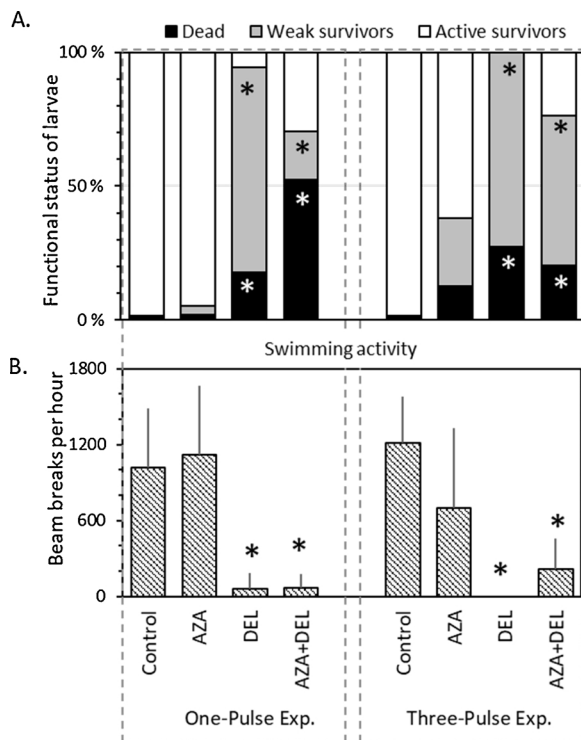 A.
Dead Weak survivors Active survivors
100 %
50 %
0 %
Functional status of larvae
* * * *
* * * *
Swimming activity
B.
1800
1200
600
0
Beam breaks per hour
* * * *
Control AZA DEL AZA+DEL Control AZA DEL AZA+DEL
One-Pulse Exp. Three-Pulse Exp.